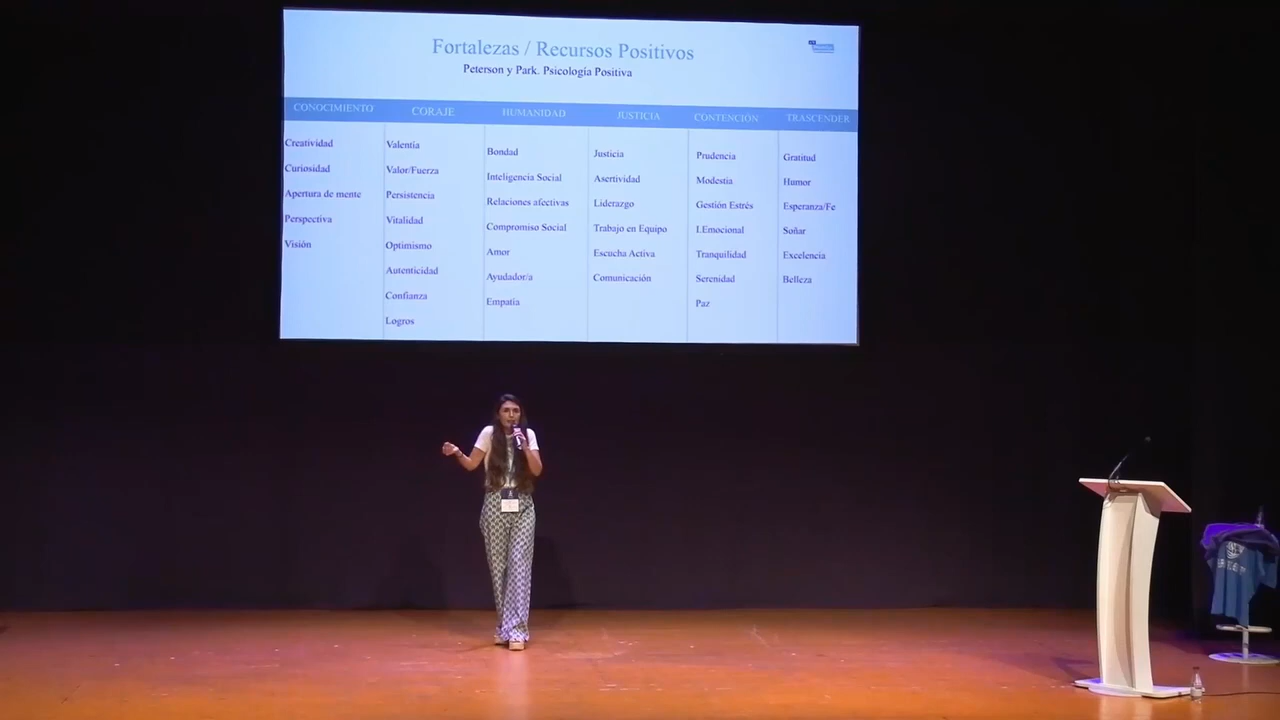 Fortalezas / Recursos Positivos
Peterson y Park. Psicología Positiva
CONOCIMIENTO
CORAJE
HUMANIDAD
JUSTICIA
CONTENCION
TRASCENDER
Creatividad
Curiosidad
Apertura de mente
Perspectiva
Visión
Valentia
Valor/Fuerza
Persistencia
Vitalidad
Optimismo
Autenticidad
Confianza
Logros
Bondad
Inteligencia Social
Relaciones afectivas
Compromiso Social
Amor
Ayudador/a
Empatia
Justicia
Asertividad
Liderazgo
Trabajo en Equipo
Escucha Activa
Comunicación
Prudencia
Modestia
Gestión Estrés
I.Emocional
Tranquilidad
Serenidad
Paz
Gratitud
Humor
Esperanza/Fe
Soñar
Excelencia
Belleza